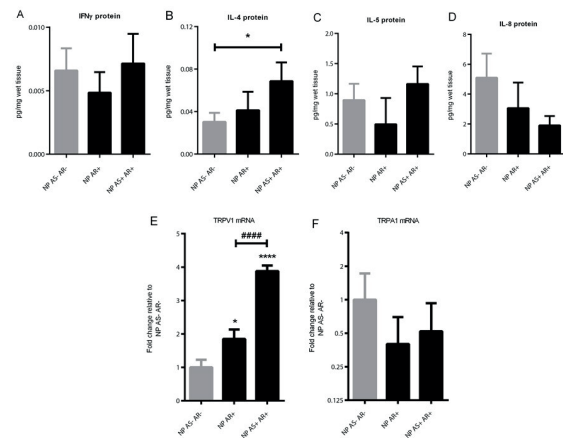 A
IFNγ protein
pg/mg wet tissue
0.010
0.005
0.000
NP AS- AR-
NP AR+
NP AS+ AR+
B
IL-4 protein
pg/mg wet tissue
0.12
0.09
0.06
0.03
0.00
*
NP AS- AR-
NP AR+
NP AS+ AR+
C
IL-5 protein
pg/mg wet tissue
2.0
1.5
1.0
0.5
0.0
NP AS- AR-
NP AR+
NP AS+ AR+
D
IL-8 protein
pg/mg wet tissue
8
6
4
2
0
NP AS- AR-
NP AR+
NP AS+ AR+
E
TRPV1 mRNA
Fold change relative to
NP AS- AR-
5
4
3
2
1
0
*
####
****
NP AS- AR-
NP AR+
NP AS+ AR+
F
TRPA1 mRNA
Fold change relative to
NP AS- AR-
4
2
1
0.5
0.25
0.125
NP AS- AR-
NP AR+
NP AS+ AR+